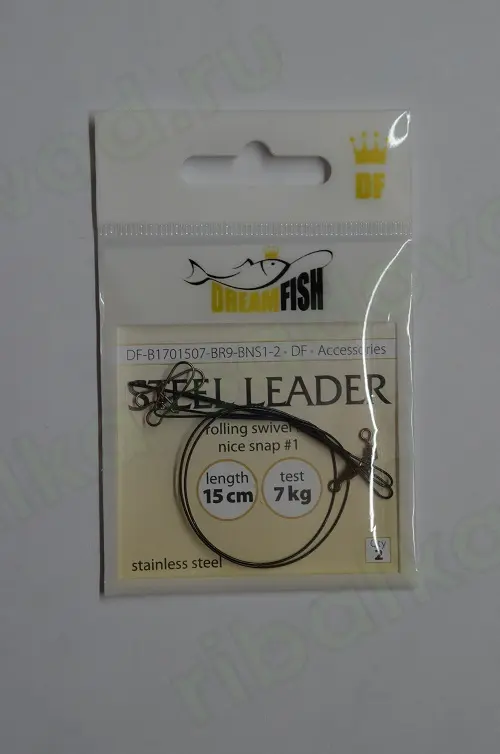 DF
DREAMFISH
DF-B1701507-BR9-BNS1-2 - DF - Accessories
STEEL LEADER
rolling swivel
nice snap #1
length
15 cm
test
7 kg
stainless steel
Qty
2